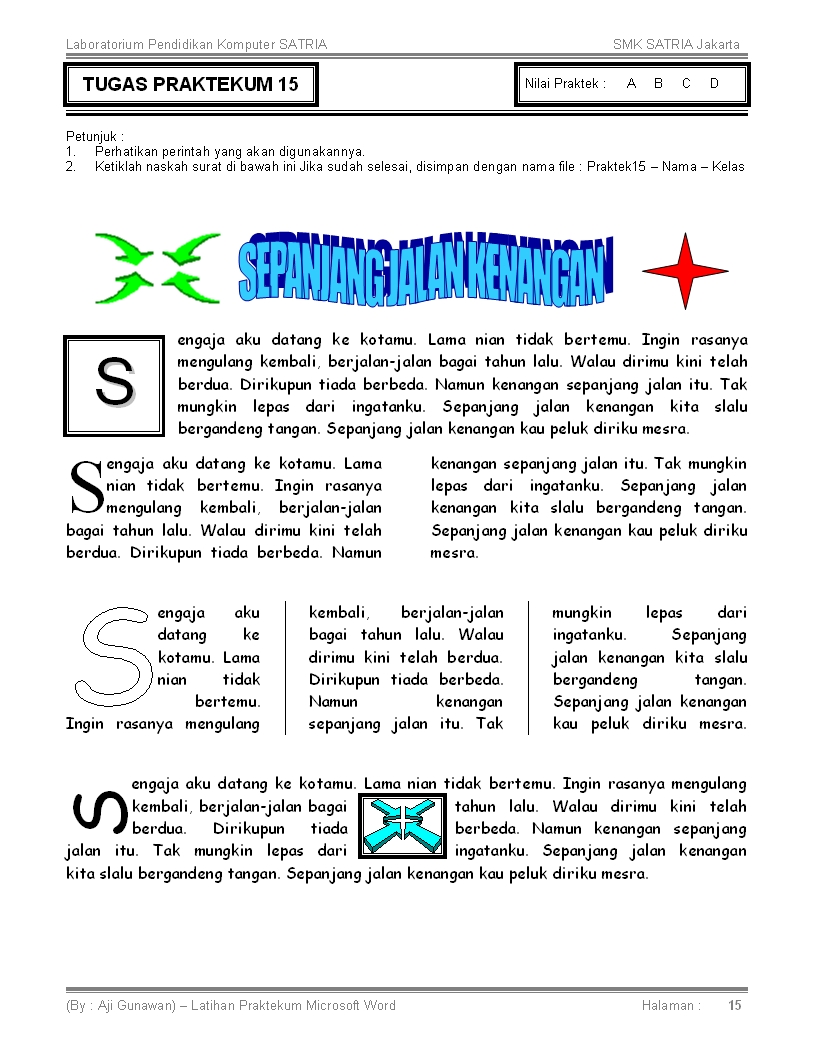 Laboratorium Pendidikan Komputer SATRIA SMK SATRIA Jakarta
TUGAS PRAKTEKUM 15
Nilai Praktek : A B C D
Petunjuk :
1. Perhatikan perintah yang akan digunakannya.
2. Ketiklah naskah surat di bawah ini Jika sudah selesai, disimpan dengan nama file : Praktek15 – Nama – Kelas
SEPANJANG JALAN KENANGAN
S
engaja aku datang ke kotamu. Lama nian tidak bertemu. Ingin rasanya
mengulang kembali, berjalan-jalan bagai tahun lalu. Walau dirimu kini telah
berdua. Dirikupun tiada berbeda. Namun kenangan sepanjang jalan itu. Tak
mungkin lepas dari ingatanku. Sepanjang jalan kenangan kita slalu
bergandeng tangan. Sepanjang jalan kenangan kau peluk diriku mesra.
Sengaja aku datang ke kotamu. Lama
nian tidak bertemu. Ingin rasanya
mengulang kembali, berjalan-jalan
bagai tahun lalu. Walau dirimu kini telah
berdua. Dirikupun tiada berbeda. Namun
kenangan sepanjang jalan itu. Tak mungkin
lepas dari ingatanku. Sepanjang jalan
kenangan kita slalu bergandeng tangan.
Sepanjang jalan kenangan kau peluk diriku
mesra.
S
engaja aku
datang ke
kotamu. Lama
nian tidak
bertemu.
Ingin rasanya mengulang
kembali, berjalan-jalan
bagai tahun lalu. Walau
dirimu kini telah berdua.
Dirikupun tiada berbeda.
Namun kenangan
sepanjang jalan itu. Tak
mungkin lepas dari
ingatanku. Sepanjang
jalan kenangan kita slalu
bergandeng tangan.
Sepanjang jalan kenangan
kau peluk diriku mesra.
S
engaja aku datang ke kotamu. Lama nian tidak bertemu. Ingin rasanya mengulang
kembali, berjalan-jalan bagai tahun lalu. Walau dirimu kini telah
berdua. Dirikupun tiada berbeda. Namun kenangan sepanjang
jalan itu. Tak mungkin lepas dari ingatanku. Sepanjang jalan kenangan
kita slalu bergandeng tangan. Sepanjang jalan kenangan kau peluk diriku mesra.
(By : Aji Gunawan) – Latihan Praktekum Microsoft Word Halaman : 15